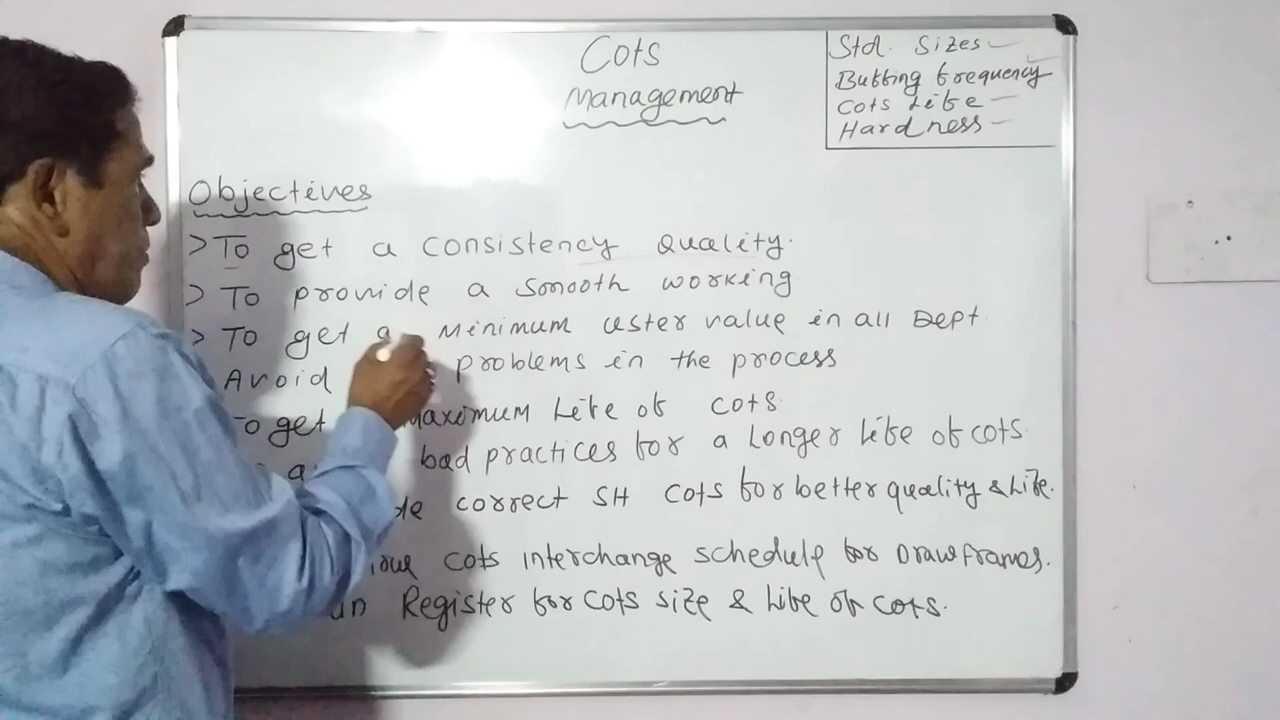 Cots
Management
Std. Sizes
Buffing frequency
Cots Life
Hardness
Objectives
> To get a consistency Quality.
> To provide a smooth working
> To get a Minimum Uster value in all Dept
Avoid problems in the process
To get Maximum Life of Cots
bad practices for a Longer Life of Cots.
correct SH Cots for better quality & Life.
Cots interchange schedule for Drawframes.
Register for Cots size & Life of Cots.